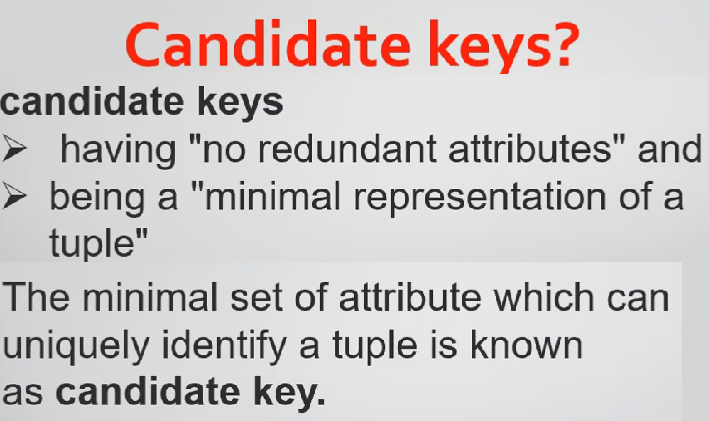 Candidate keys?
candidate keys
➢ having "no redundant attributes" and
➢ being a "minimal representation of a
tuple"
The minimal set of attribute which can
uniquely identify a tuple is known
as candidate key.